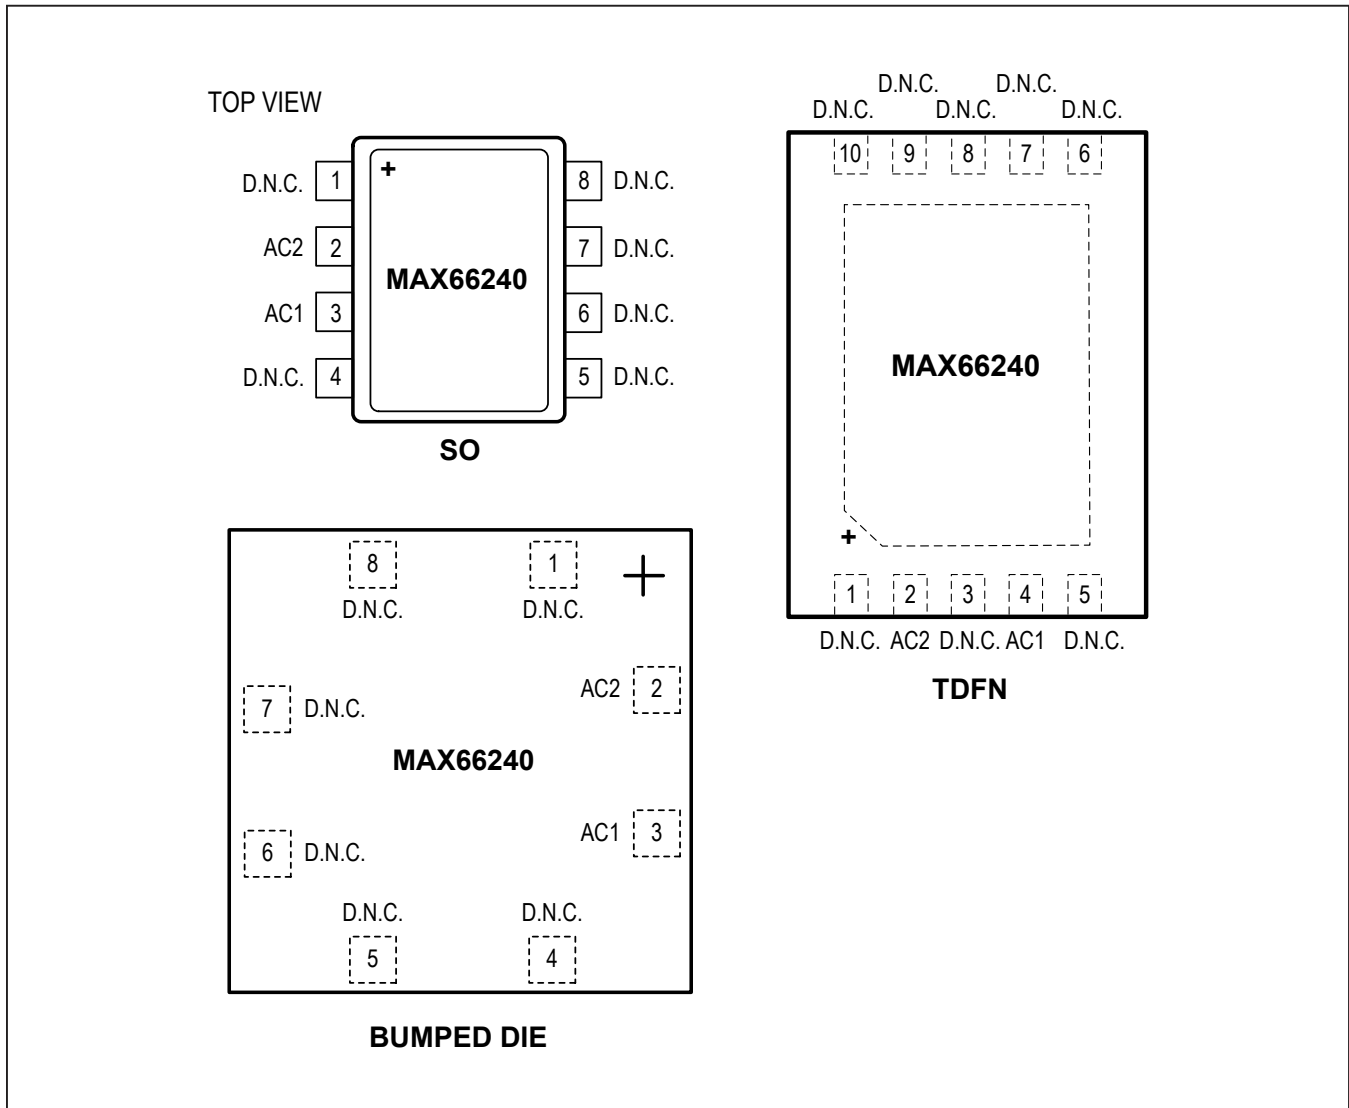 TOP VIEW
D.N.C. 1
AC2 2
AC1 3
D.N.C. 4
+
MAX66240
8 D.N.C.
7 D.N.C.
6 D.N.C.
5 D.N.C.
SO
D.N.C. D.N.C.
D.N.C. D.N.C. D.N.C.
10 9 8 7 6
MAX66240
+
1 2 3 4 5
D.N.C. AC2 D.N.C. AC1 D.N.C.
TDFN
8 1
D.N.C. D.N.C.
AC2 2
7 D.N.C.
MAX66240
AC1 3
6 D.N.C.
D.N.C. D.N.C.
5 4
BUMPED DIE